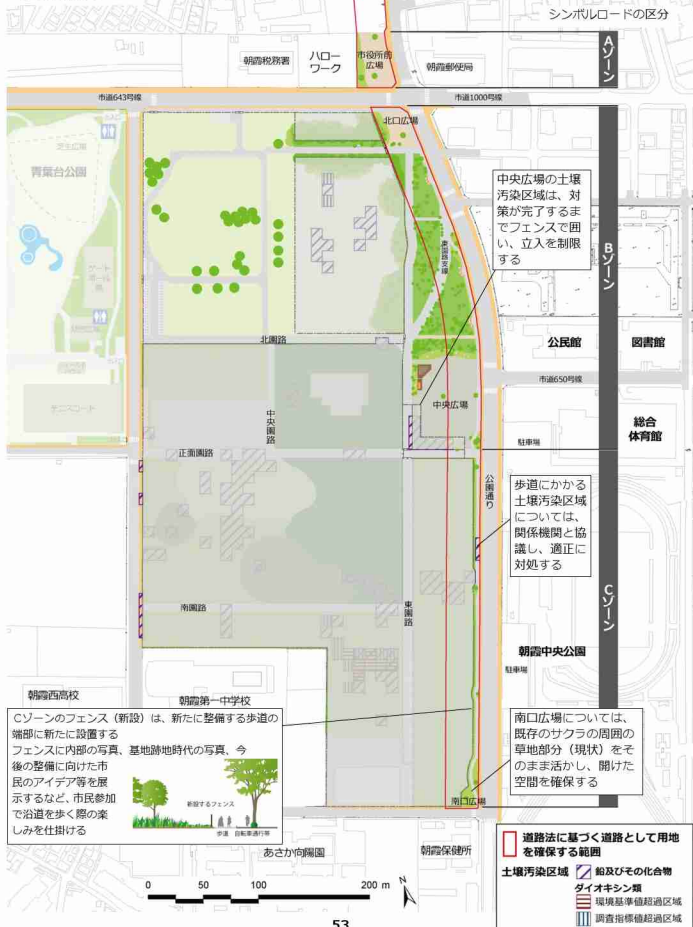 シンボルロードの区分
朝霞税務署
ハロー
ワーク
市役所前
広場
朝霞郵便局
Aゾーン
市道643号線
市道1000号線
北口広場
芝生広場
青葉台公園
東園路支線
中央広場の土壌
汚染区域は、対
策が完了するま
でフェンスで囲
い、立入を制限
する
Bゾーン
公民館
図書館
北園路
市道650号線
テニスコート
中央園路
中央広場
総合
体育館
正面園路
駐車場
公園通り
歩道にかかる
土壌汚染区域
については、
関係機関と協
議し、適正に
対処する
Cゾーン
南園路
東園路
朝霞中央公園
駐車場
朝霞西高校
朝霞第一中学校
Cゾーンのフェンス（新設）は、新たに整備する歩道の
端部に新たに設置する
フェンスに内部の写真、基地跡地時代の写真、今
後の整備に向けた市
民のアイデア等を展
示するなど、市民参加
で沿道を歩く際の楽
しみを仕掛ける
新設するフェンス
歩道 自転車通行帯
南口広場については、
既存のサクラの周囲の
草地部分（現状）をそ
のまま活かし、開けた
空間を確保する
南口広場
あさか向陽園
朝霞保健所
道路法に基づく道路として用地
を確保する範囲
土壌汚染区域 鉛及びその化合物
ダイオキシン類
環境基準値超過区域
調査指標値超過区域
0 50 100 200 m
N
53